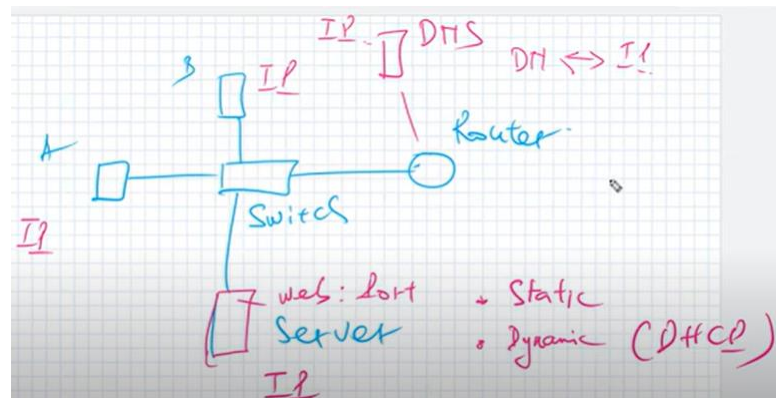 IP
DNS
B
IP
DN ↔ IP
A
Router
Switch
IP
web: Port
• Static
Server
• Dynamic (DHCP)
IP